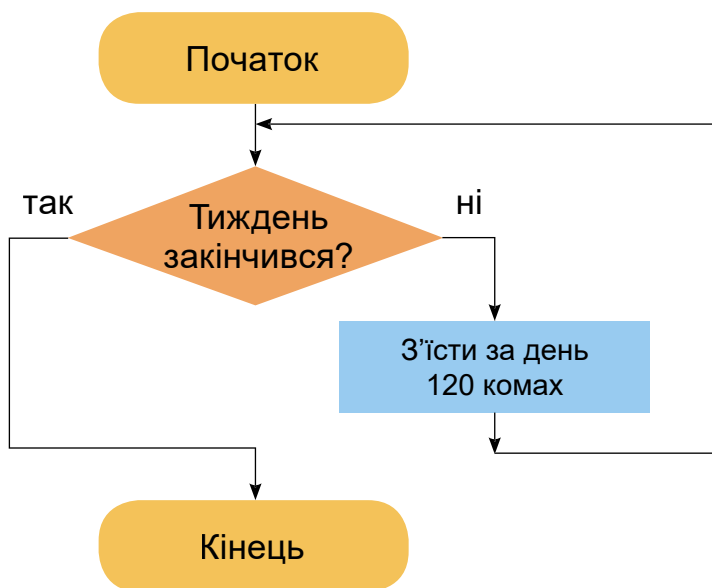 Початок
так
ні
Тиждень
закінчився?
З’їсти за день
120 комах
Кінець